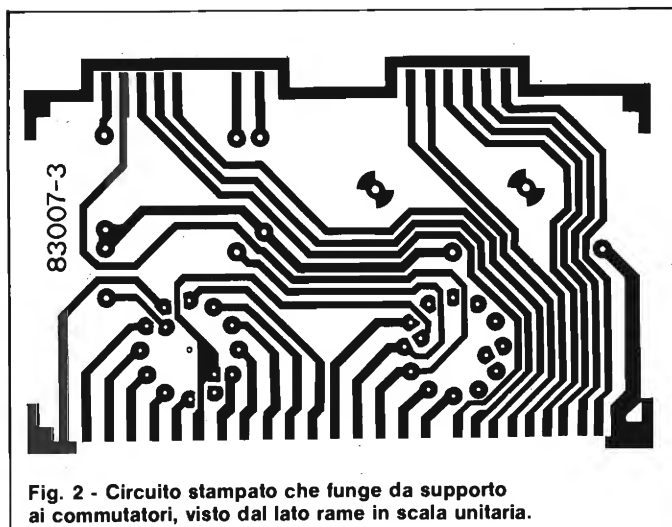 83007-3
Fig. 2 - Circuito stampato che funge da supporto
ai commutatori, visto dal lato rame in scala unitaria.